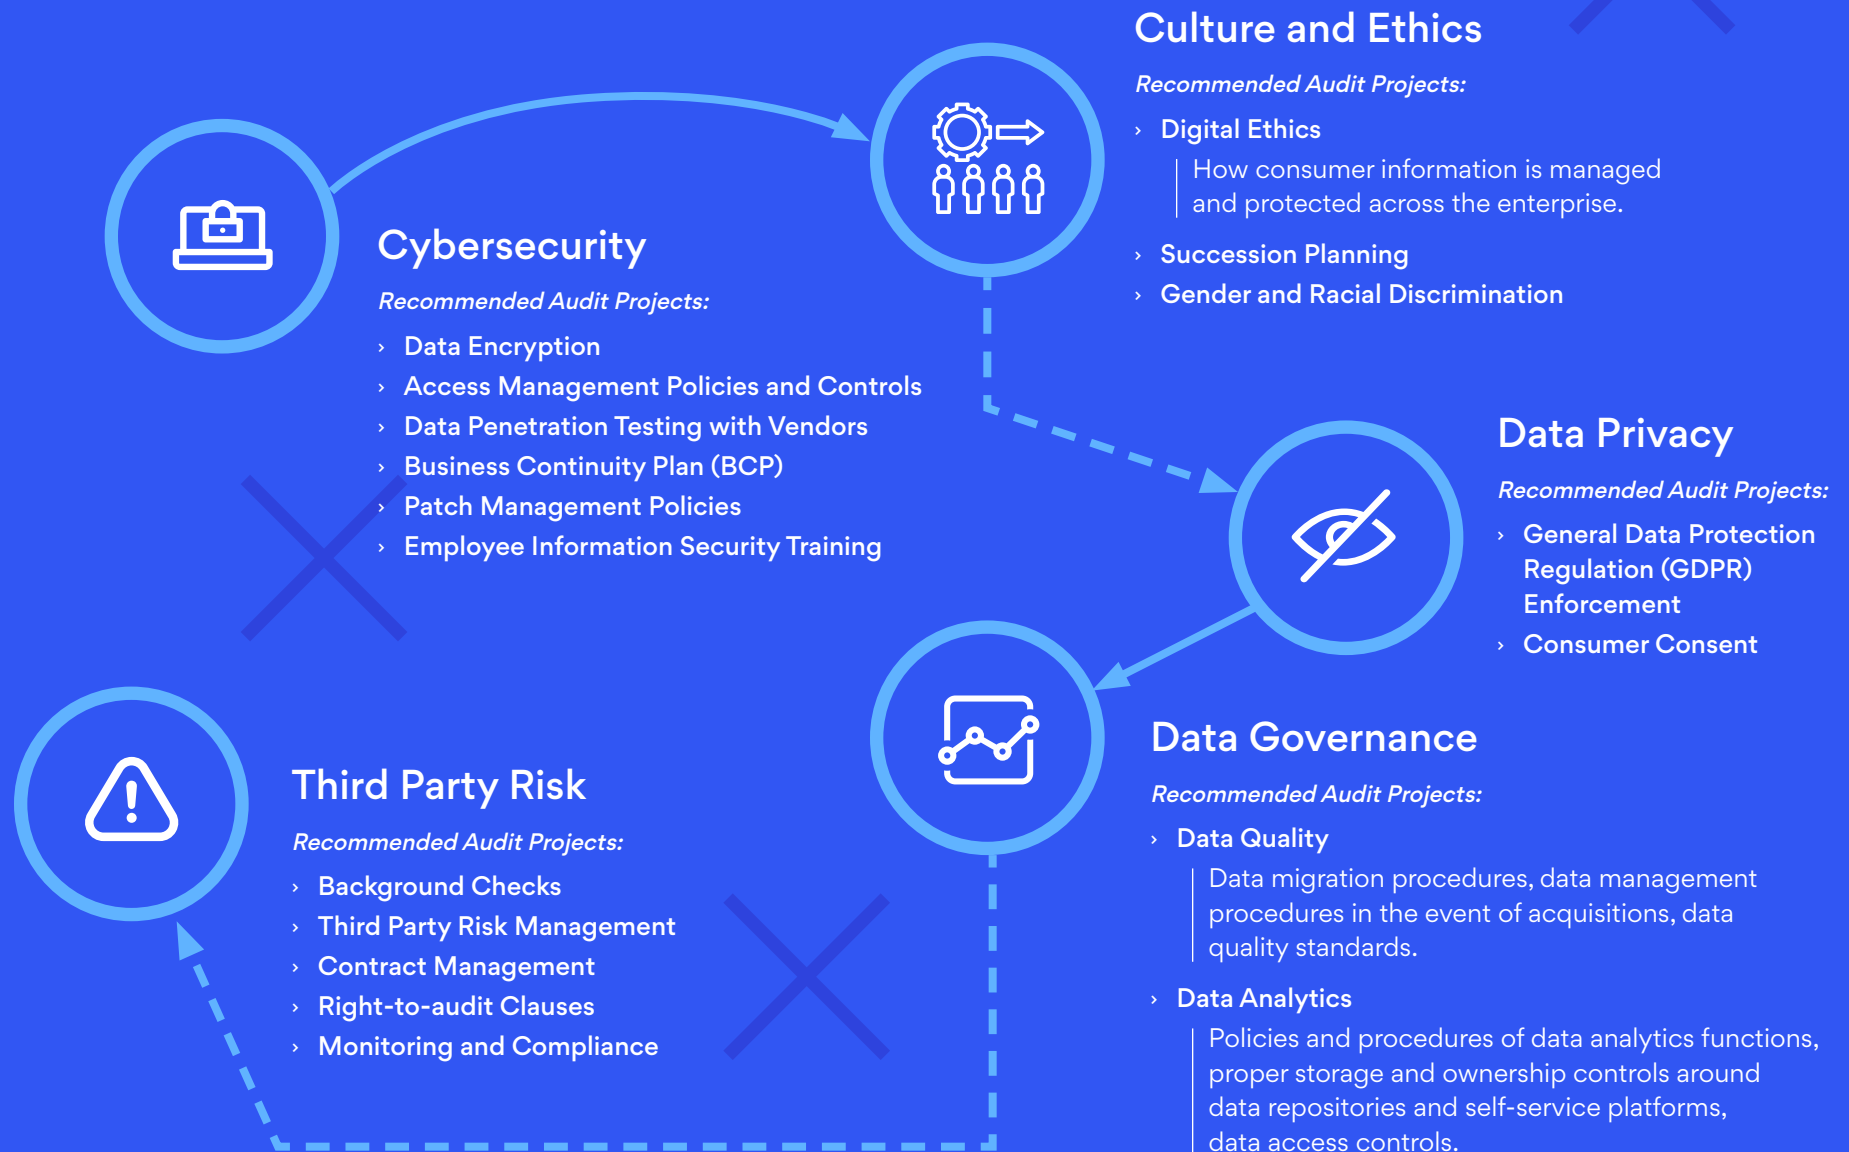 Culture and Ethics
Recommended Audit Projects:
› Digital Ethics
How consumer information is managed
and protected across the enterprise.
› Succession Planning
› Gender and Racial Discrimination
Cybersecurity
Recommended Audit Projects:
› Data Encryption
› Access Management Policies and Controls
› Data Penetration Testing with Vendors
› Business Continuity Plan (BCP)
› Patch Management Policies
› Employee Information Security Training
Data Privacy
Recommended Audit Projects:
› General Data Protection
Regulation (GDPR)
Enforcement
› Consumer Consent
Data Governance
Recommended Audit Projects:
› Data Quality
Data migration procedures, data management
procedures in the event of acquisitions, data
quality standards.
› Data Analytics
Policies and procedures of data analytics functions,
proper storage and ownership controls around
data repositories and self-service platforms,
data access controls.
Third Party Risk
Recommended Audit Projects:
› Background Checks
› Third Party Risk Management
› Contract Management
› Right-to-audit Clauses
› Monitoring and Compliance